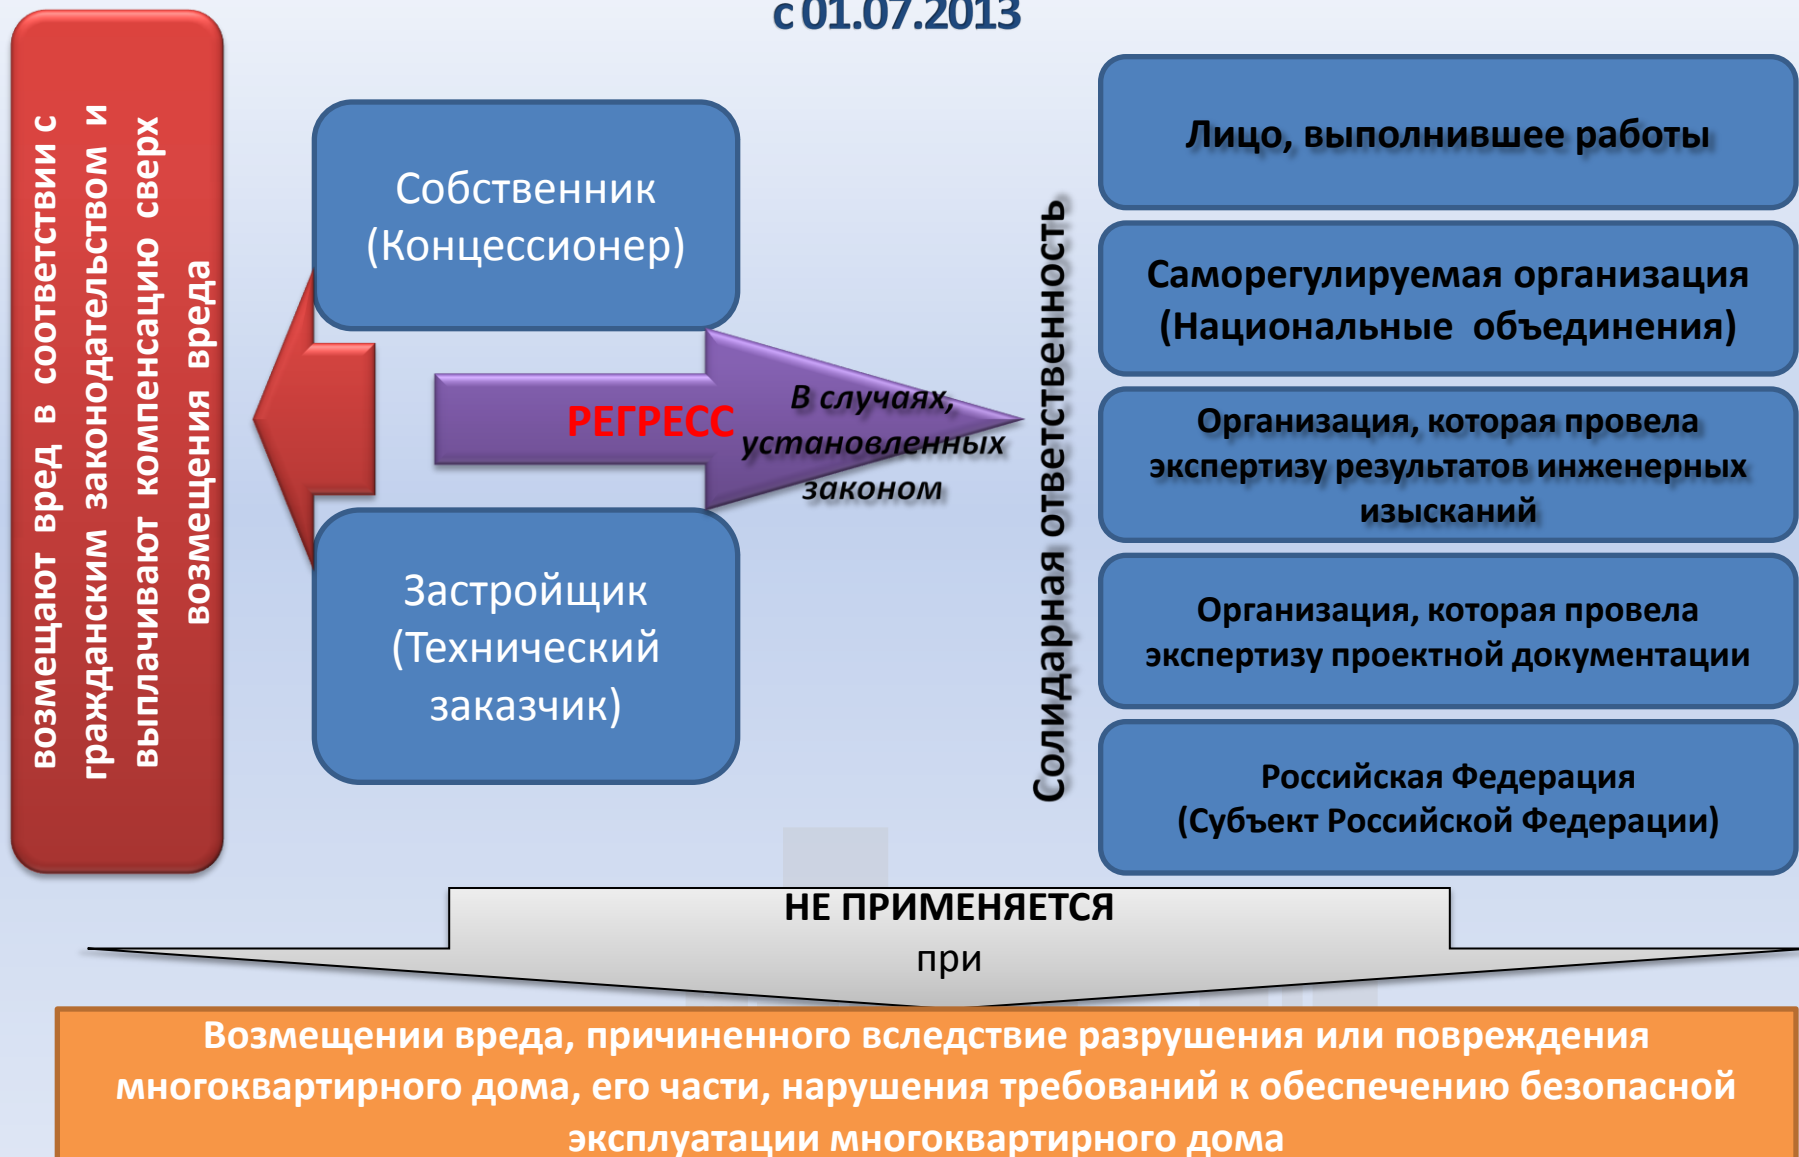 с 01.07.2013
возмещают вред в соответствии с
гражданским законодательством и
выплачивают компенсацию сверх
возмещения вреда
Собственник
(Концессионер)
РЕГРЕСС
В случаях,
установленных
законом
Застройщик
(Технический
заказчик)
Солидарная ответственность
Лицо, выполнившее работы
Саморегулируемая организация
(Национальные объединения)
Организация, которая провела
экспертизу результатов инженерных
изысканий
Организация, которая провела
экспертизу проектной документации
Российская Федерация
(Субъект Российской Федерации)
НЕ ПРИМЕНЯЕТСЯ
при
Возмещении вреда, причиненного вследствие разрушения или повреждения
многоквартирного дома, его части, нарушения требований к обеспечению безопасной
эксплуатации многоквартирного дома